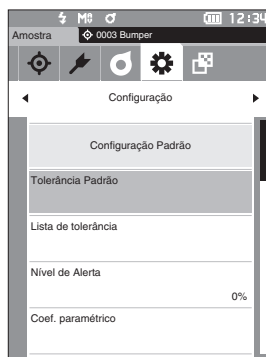 M0 12:34
Amostra 0003 Bumper
Configuração
Configuração Padrão
Tolerância Padrão
Lista de tolerância
Nível de Alerta
0%
Coef. paramétrico